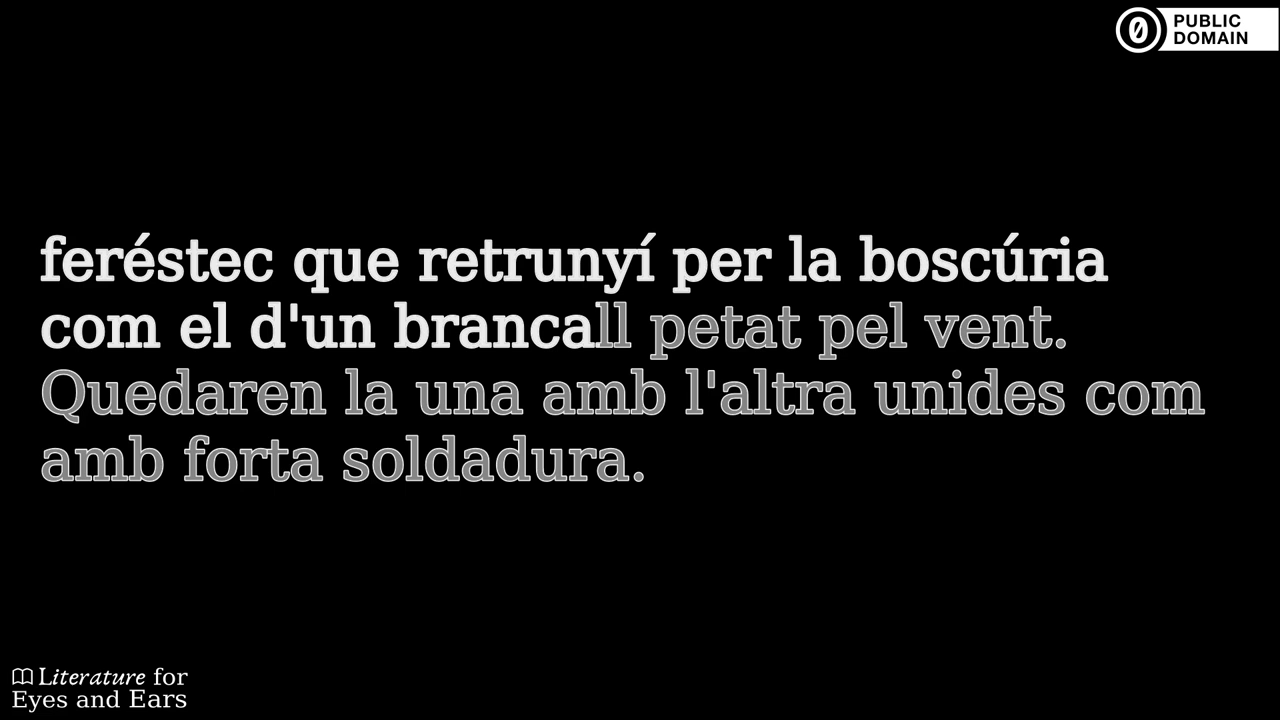 PUBLIC
DOMAIN
feréstec que retrunyí per la boscúria
com el d'un brancall petat pel vent.
Quedaren la una amb l'altra unides com
amb forta soldadura.
Literature for
Eyes and Ears